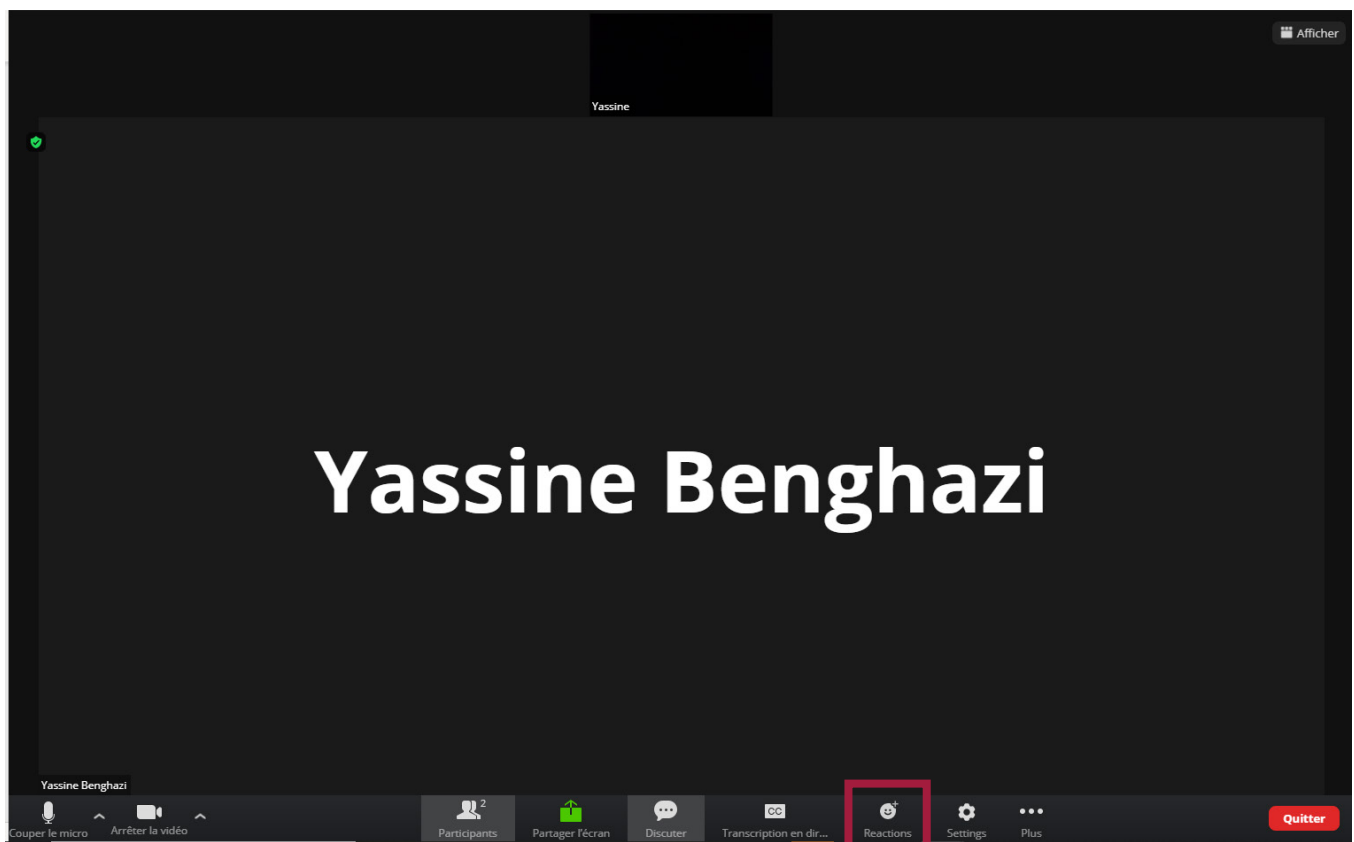 Afficher
Yassine
Yassine Benghazi
Yassine Benghazi
Couper le micro
Arrêter la vidéo
2
Participants
Partager l'écran
Discuter
CC
Transcription en dir...
Reactions
Settings
Plus
Quitter